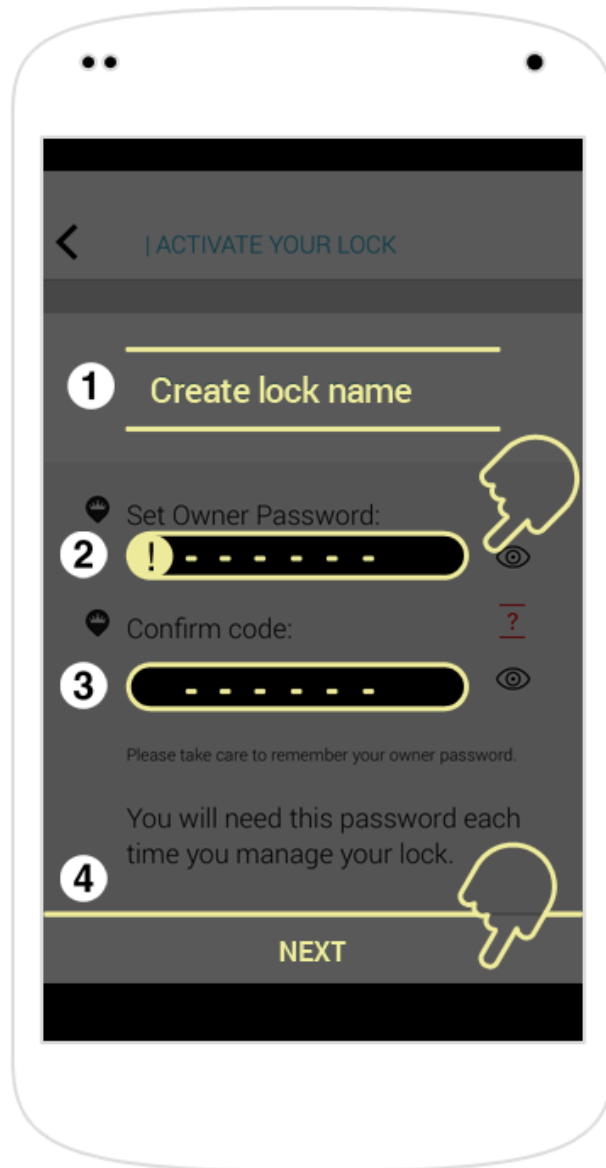 | ACTIVATE YOUR LOCK
1 Create lock name
Set Owner Password:
2 ! - - - - - -
Confirm code: ?
3 - - - - - -
Please take care to remember your owner password.
You will need this password each
time you manage your lock.
4
NEXT